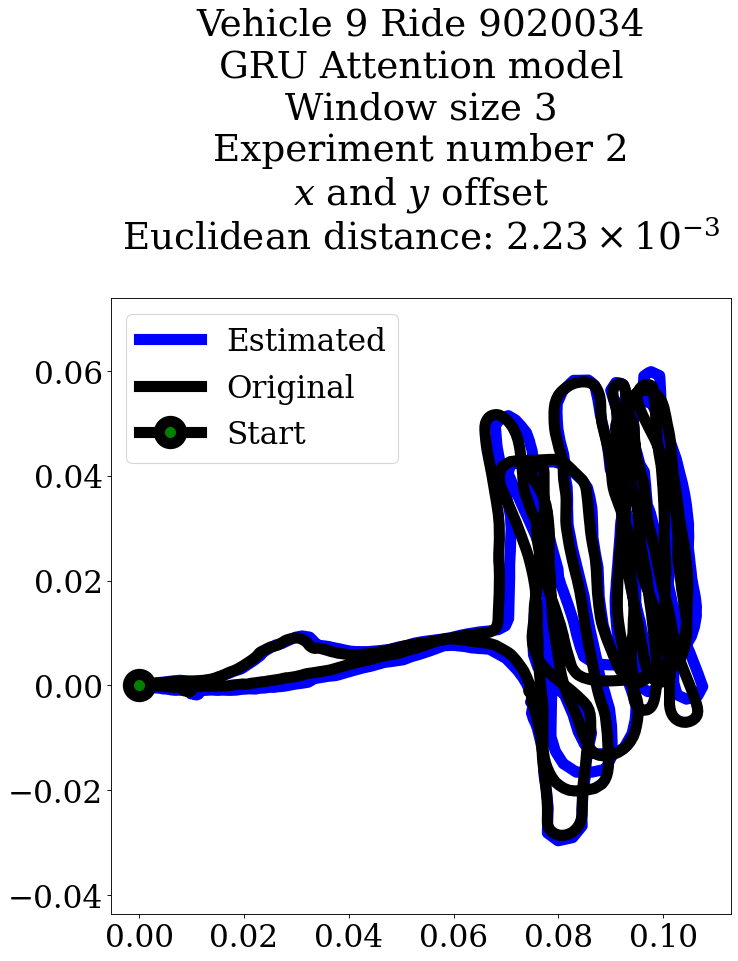 Vehicle 9 Ride 9020034
GRU Attention model
Window size 3
Experiment number 2
x and y offset
Euclidean distance: 2.23 × 10⁻³
Estimated
Original
Start
0.06
0.04
0.02
0.00
−0.02
−0.04
0.00 0.02 0.04 0.06 0.08 0.10